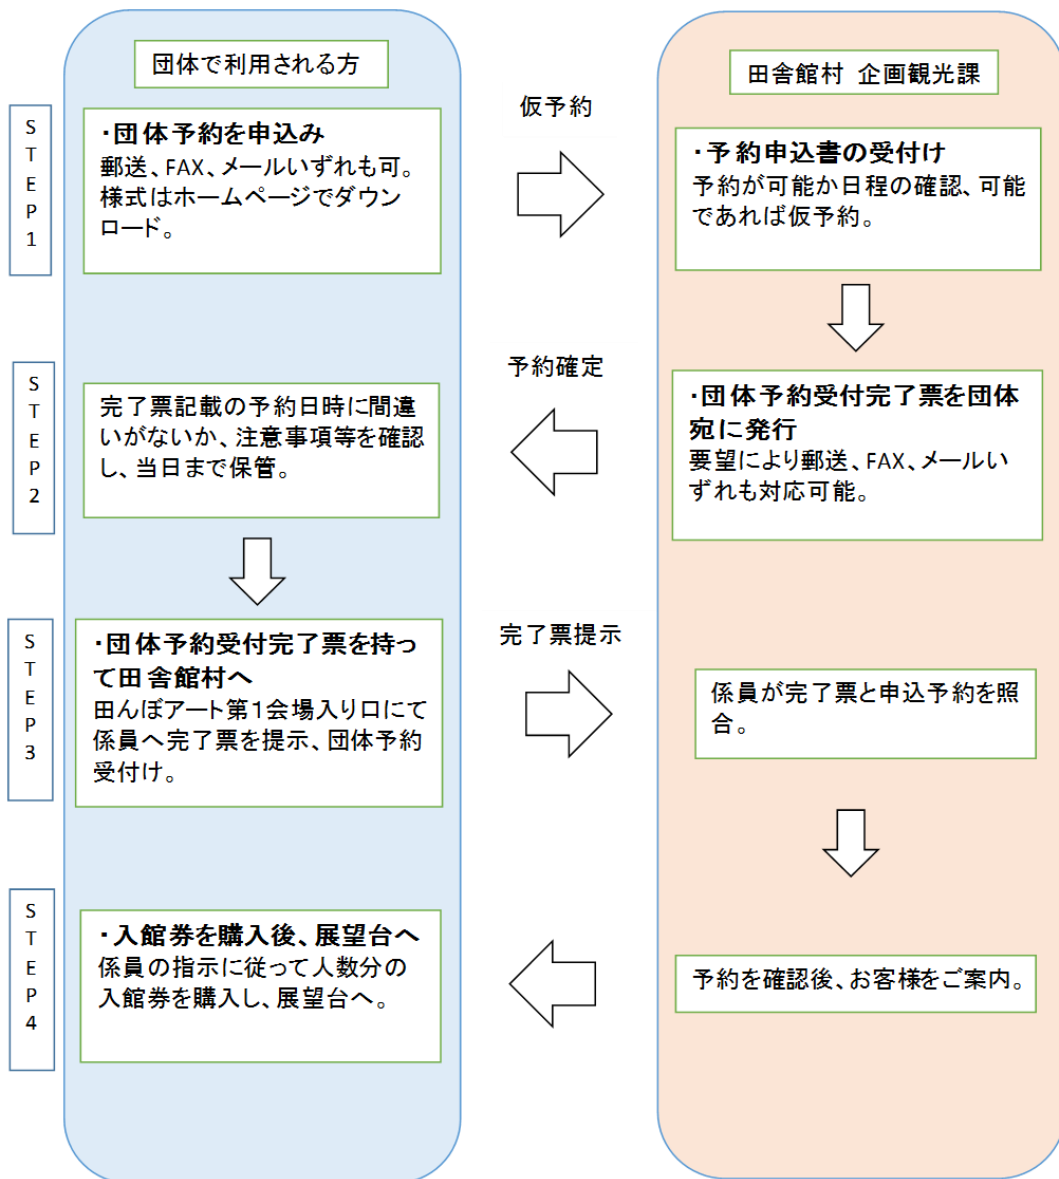 団体で利用される方
田舎館村 企画観光課
STEP1
・団体予約を申込み
郵送、FAX、メールいずれも可。
様式はホームページでダウン
ロード。
仮予約
・予約申込書の受付け
予約が可能か日程の確認、可能
であれば仮予約。
STEP2
完了票記載の予約日時に間違
いがないか、注意事項等を確認
し、当日まで保管。
予約確定
・団体予約受付完了票を団体
宛に発行
要望により郵送、FAX、メールい
ずれも対応可能。
STEP3
・団体予約受付完了票を持っ
て田舎館村へ
田んぼアート第1会場入り口にて
係員へ完了票を提示、団体予約
受付け。
完了票提示
係員が完了票と申込予約を照
合。
STEP4
・入館券を購入後、展望台へ
係員の指示に従って人数分の
入館券を購入し、展望台へ。
予約を確認後、お客様をご案内。